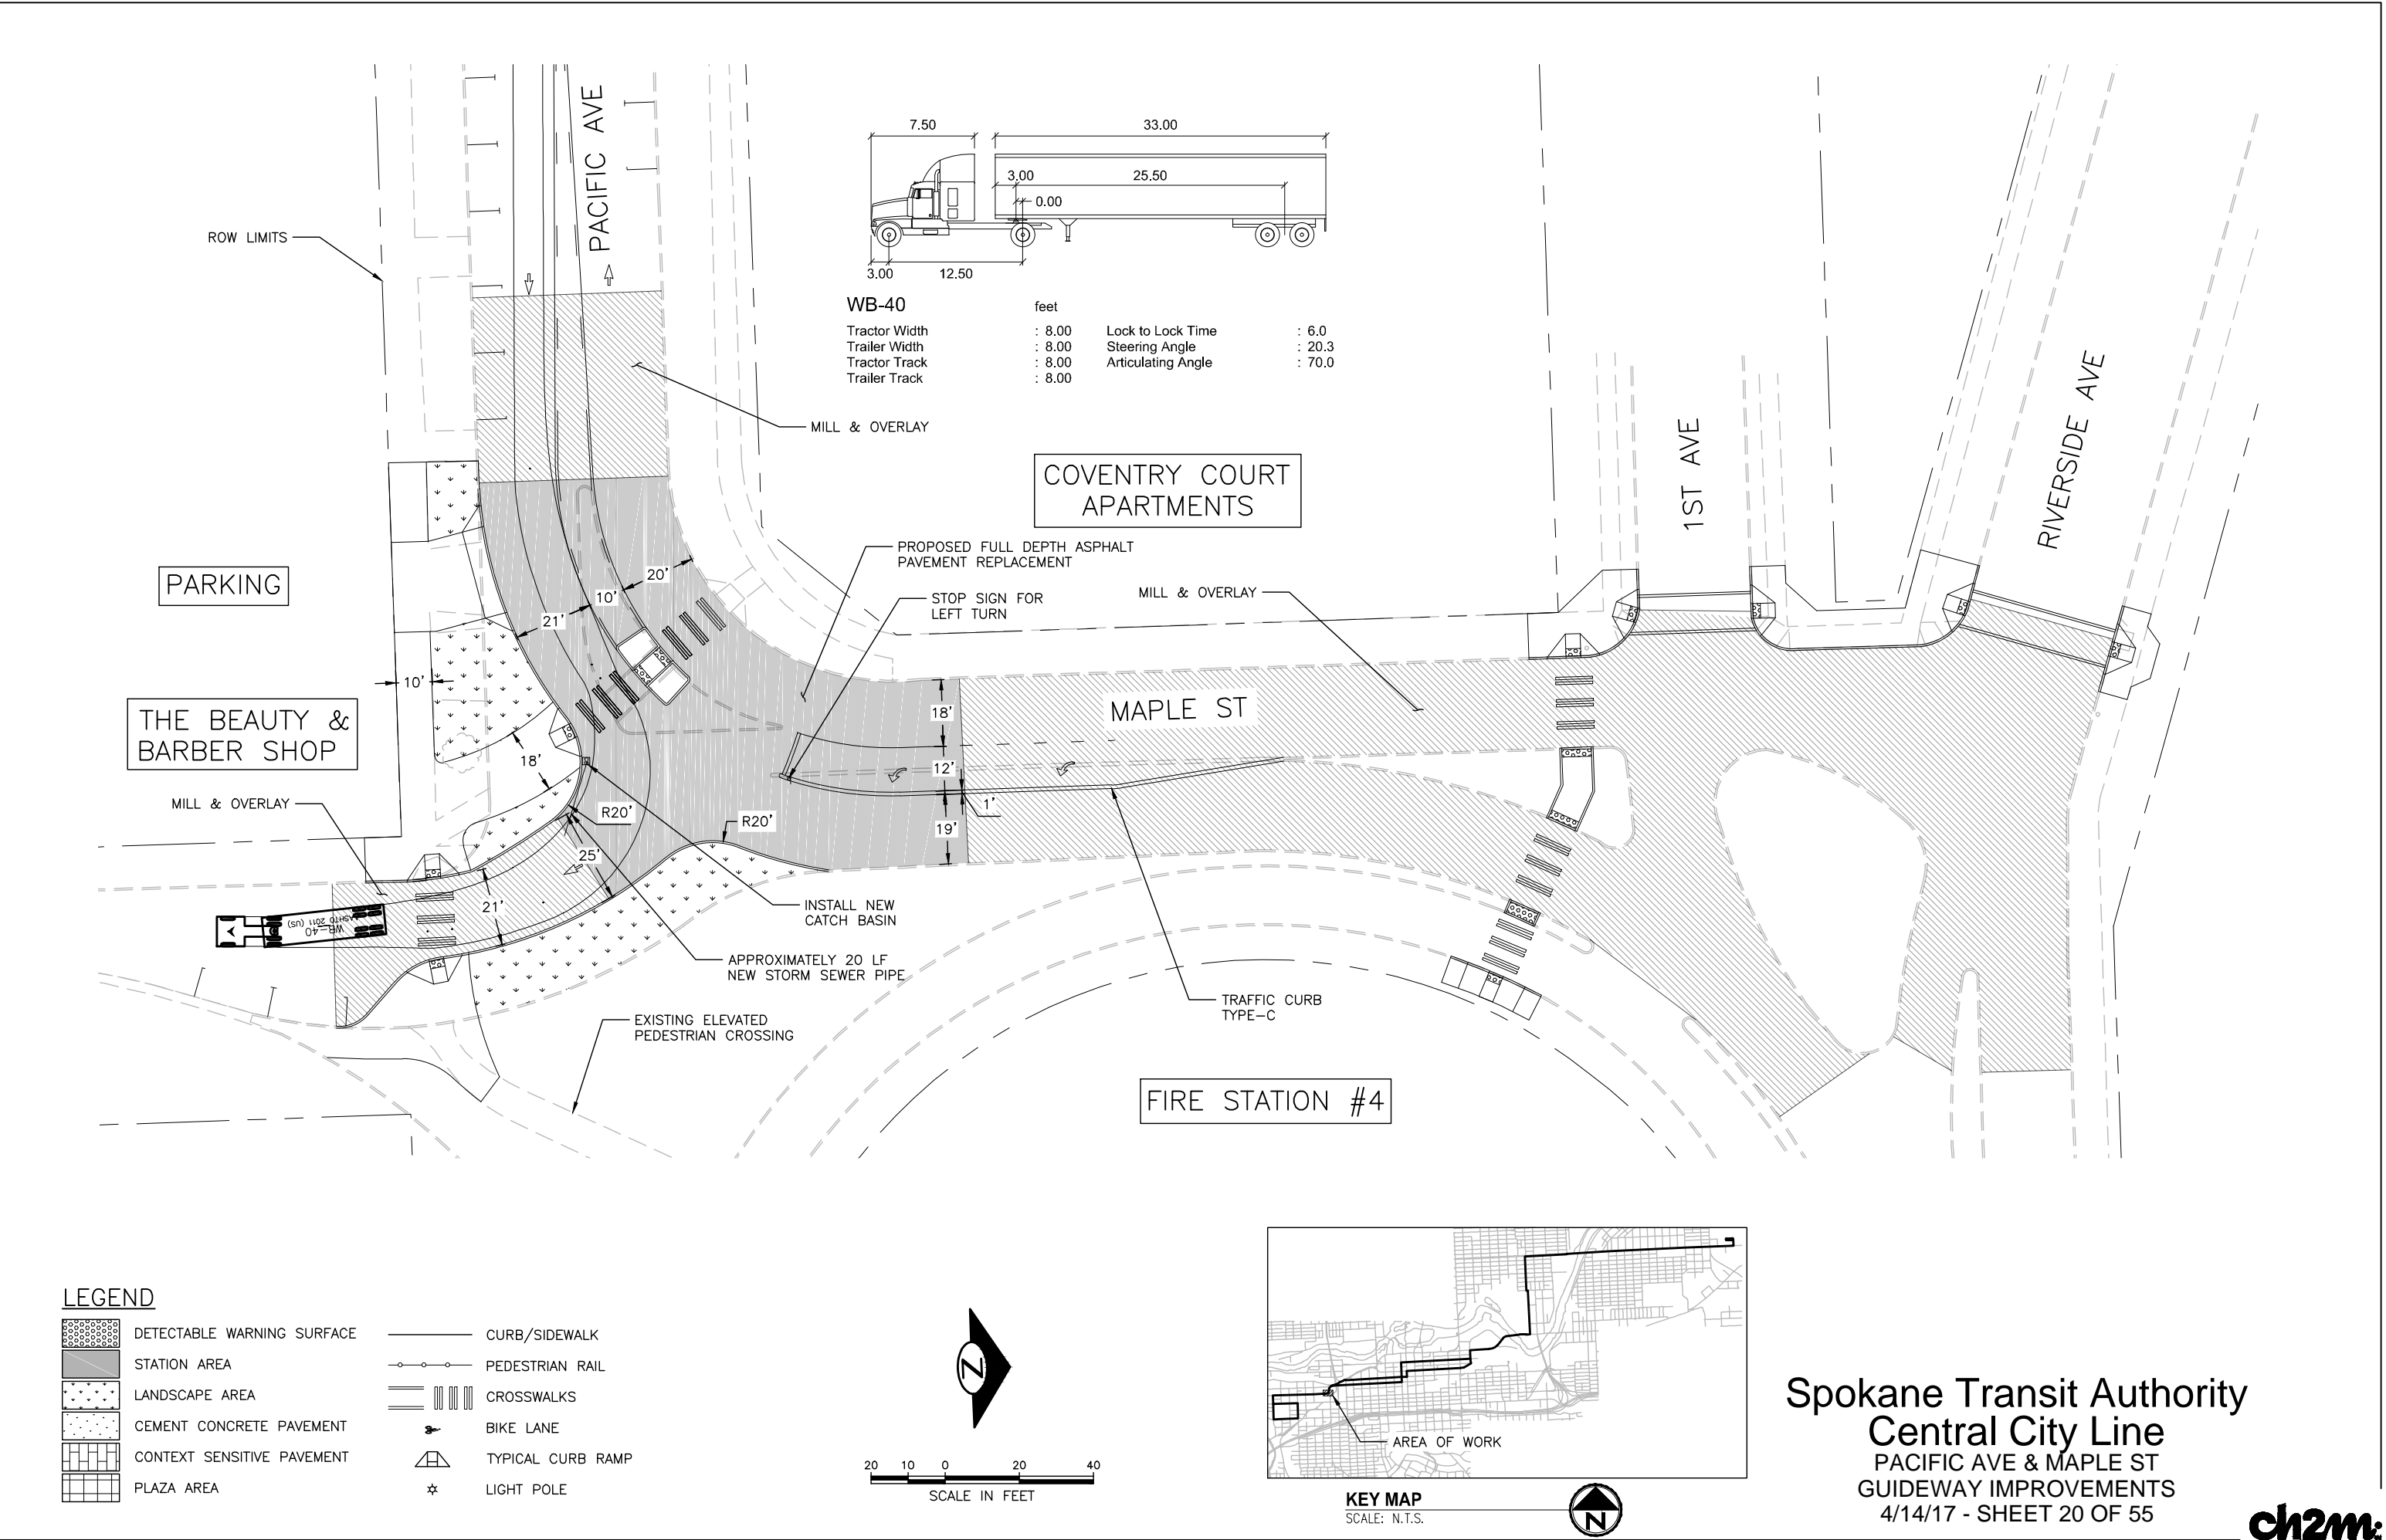 PACIFIC AVE
ROW LIMITS
7.50
33.00
3.00
25.50
0.00
3.00
12.50
WB-40
feet
Tractor Width : 8.00
Trailer Width : 8.00
Tractor Track : 8.00
Trailer Track : 8.00
Lock to Lock Time : 6.0
Steering Angle : 20.3
Articulating Angle : 70.0
MILL & OVERLAY
COVENTRY COURT
APARTMENTS
1ST AVE
RIVERSIDE AVE
PROPOSED FULL DEPTH ASPHALT
PAVEMENT REPLACEMENT
STOP SIGN FOR
LEFT TURN
MILL & OVERLAY
PARKING
20'
10'
21'
10'
THE BEAUTY &
BARBER SHOP
18'
MAPLE ST
18'
12'
1'
19'
MILL & OVERLAY
R20'
R20'
25'
21'
WB-40
AASHTO 2011 (US)
INSTALL NEW
CATCH BASIN
APPROXIMATELY 20 LF
NEW STORM SEWER PIPE
TRAFFIC CURB
TYPE-C
EXISTING ELEVATED
PEDESTRIAN CROSSING
FIRE STATION #4
LEGEND
DETECTABLE WARNING SURFACE
STATION AREA
LANDSCAPE AREA
CEMENT CONCRETE PAVEMENT
CONTEXT SENSITIVE PAVEMENT
PLAZA AREA
CURB/SIDEWALK
PEDESTRIAN RAIL
CROSSWALKS
BIKE LANE
TYPICAL CURB RAMP
LIGHT POLE
N
20 10 0 20 40
SCALE IN FEET
AREA OF WORK
KEY MAP
SCALE: N.T.S.
N
Spokane Transit Authority
Central City Line
PACIFIC AVE & MAPLE ST
GUIDEWAY IMPROVEMENTS
4/14/17 - SHEET 20 OF 55
ch2m: